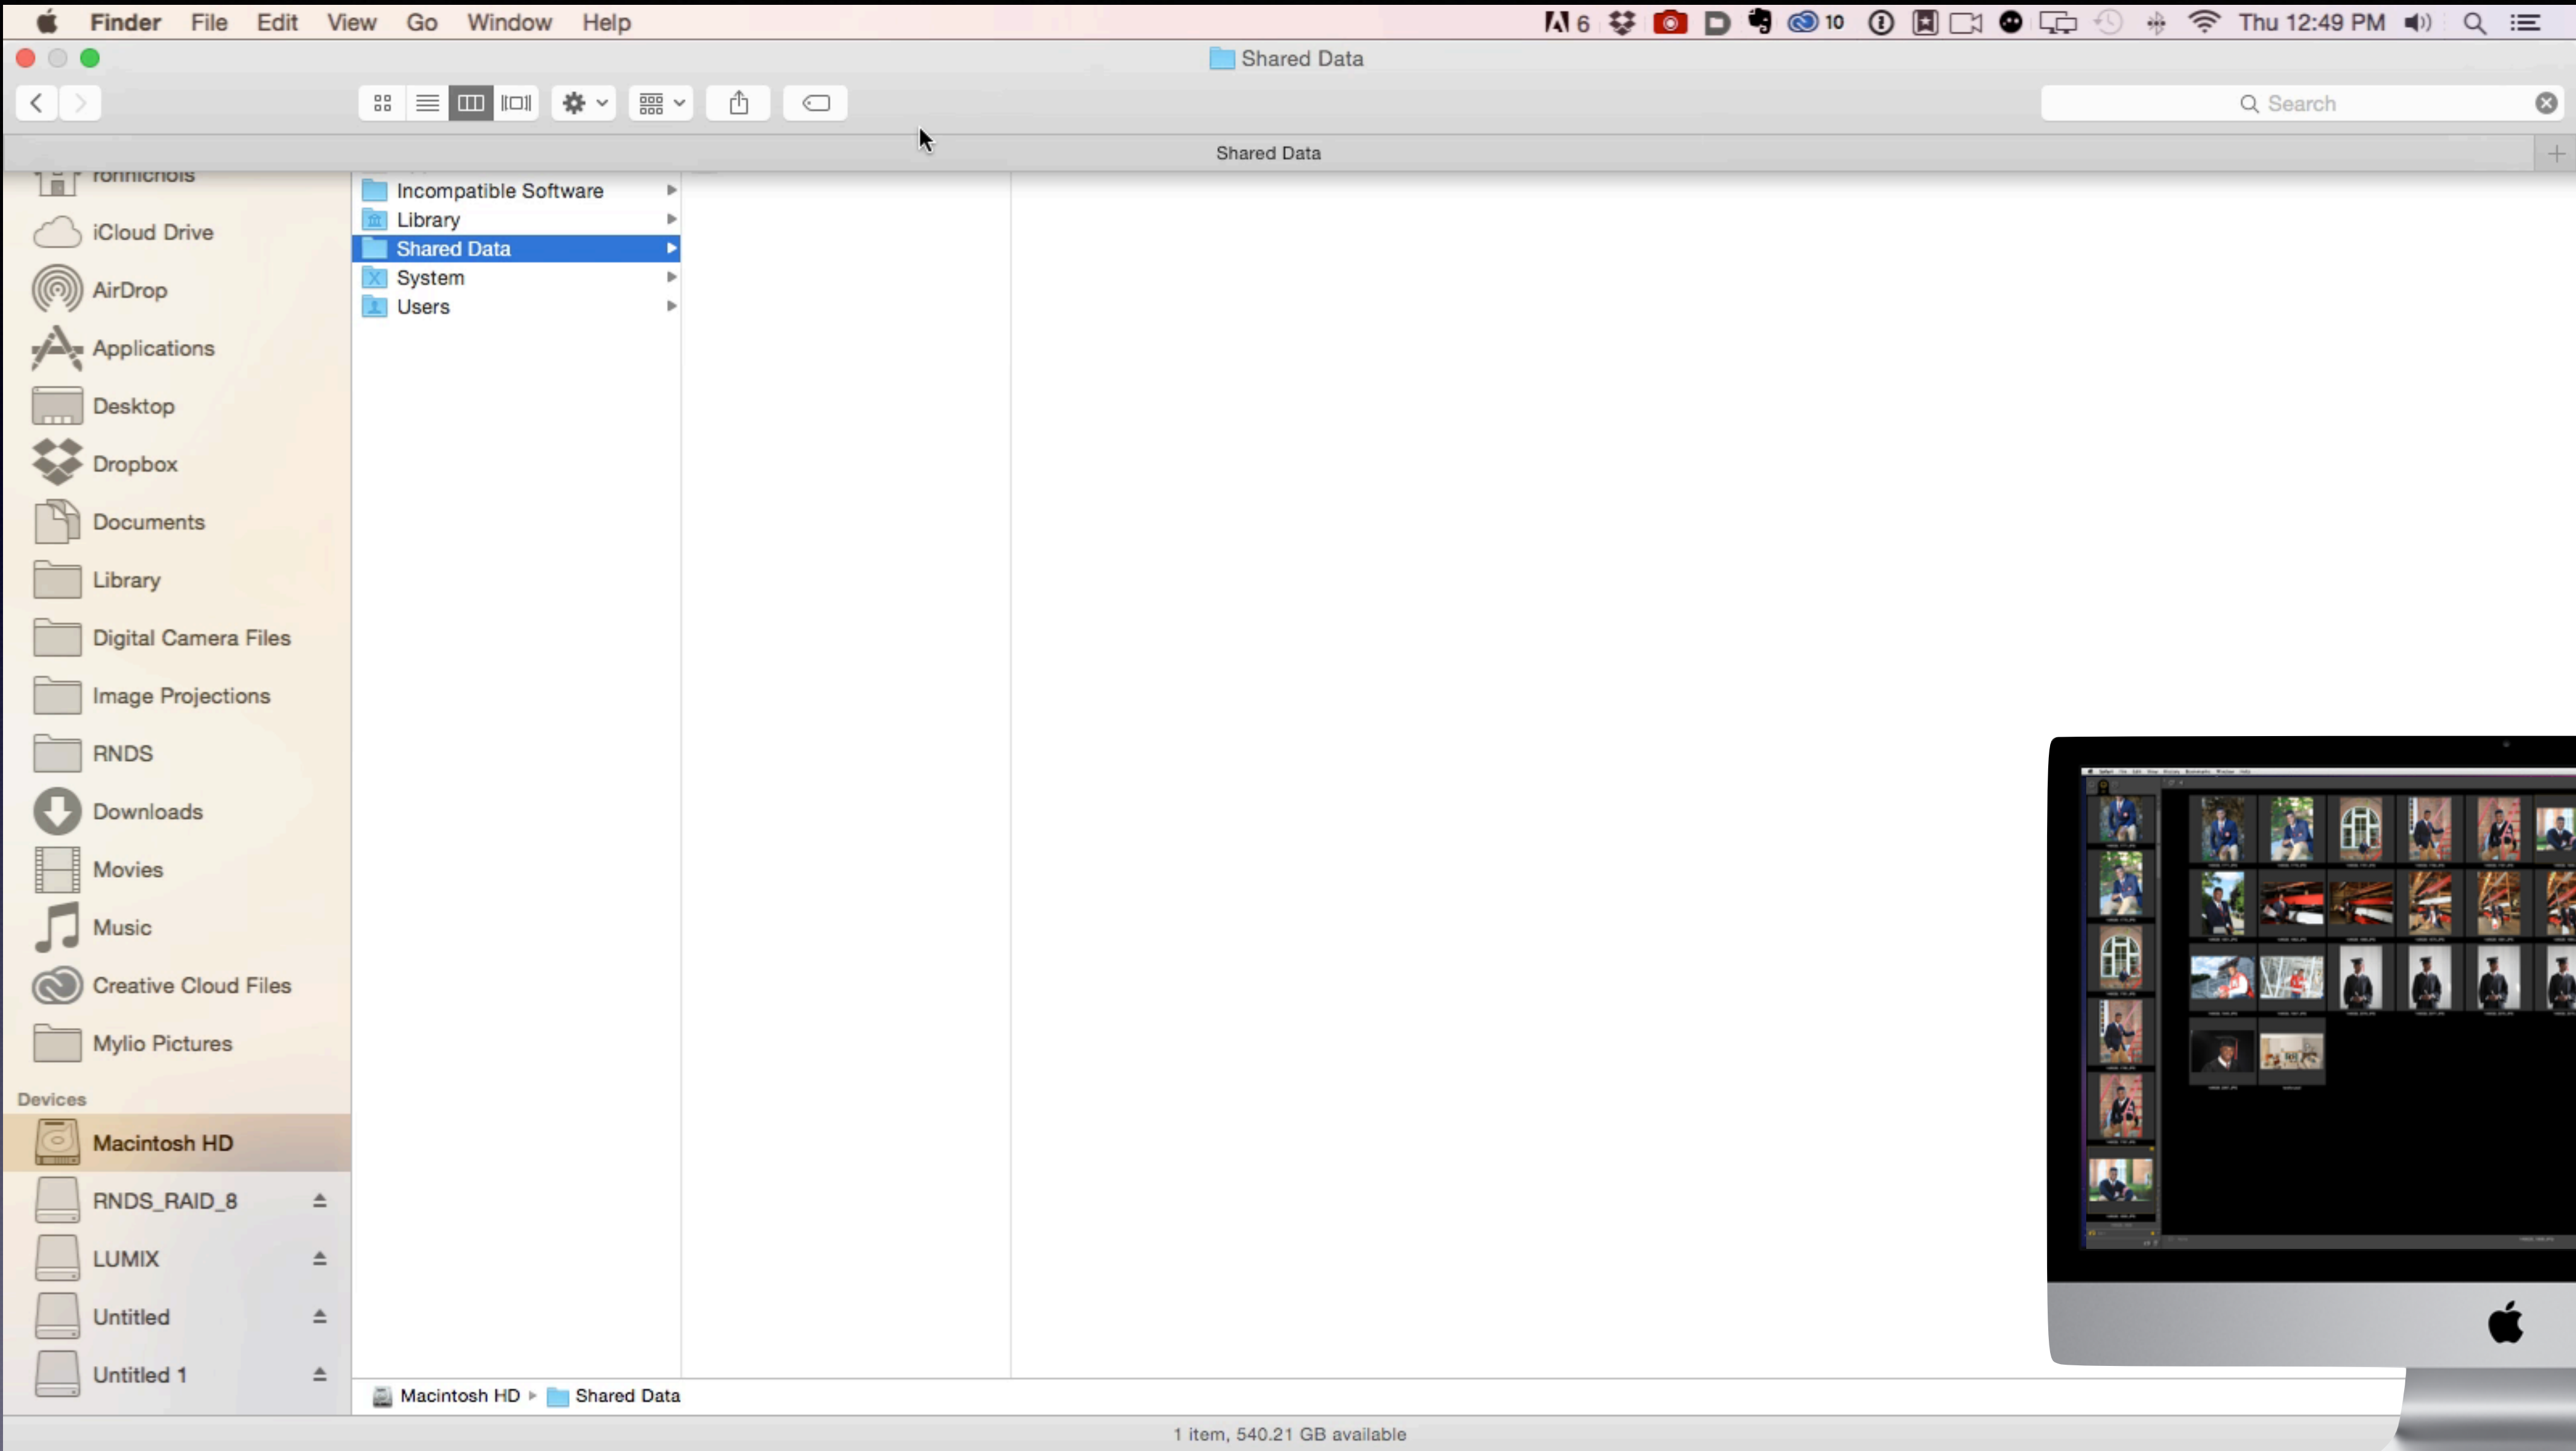 Finder File Edit View Go Window Help 6 10 Thu 12:49 PM
Shared Data
Search
Shared Data
ronnichols
iCloud Drive
AirDrop
Applications
Desktop
Dropbox
Documents
Library
Digital Camera Files
Image Projections
RNDS
Downloads
Movies
Music
Creative Cloud Files
Mylio Pictures
Devices
Macintosh HD
RNDS_RAID_8
LUMIX
Untitled
Untitled 1
Incompatible Software
Library
Shared Data
System
Users
Macintosh HD Shared Data
1 item, 540.21 GB available